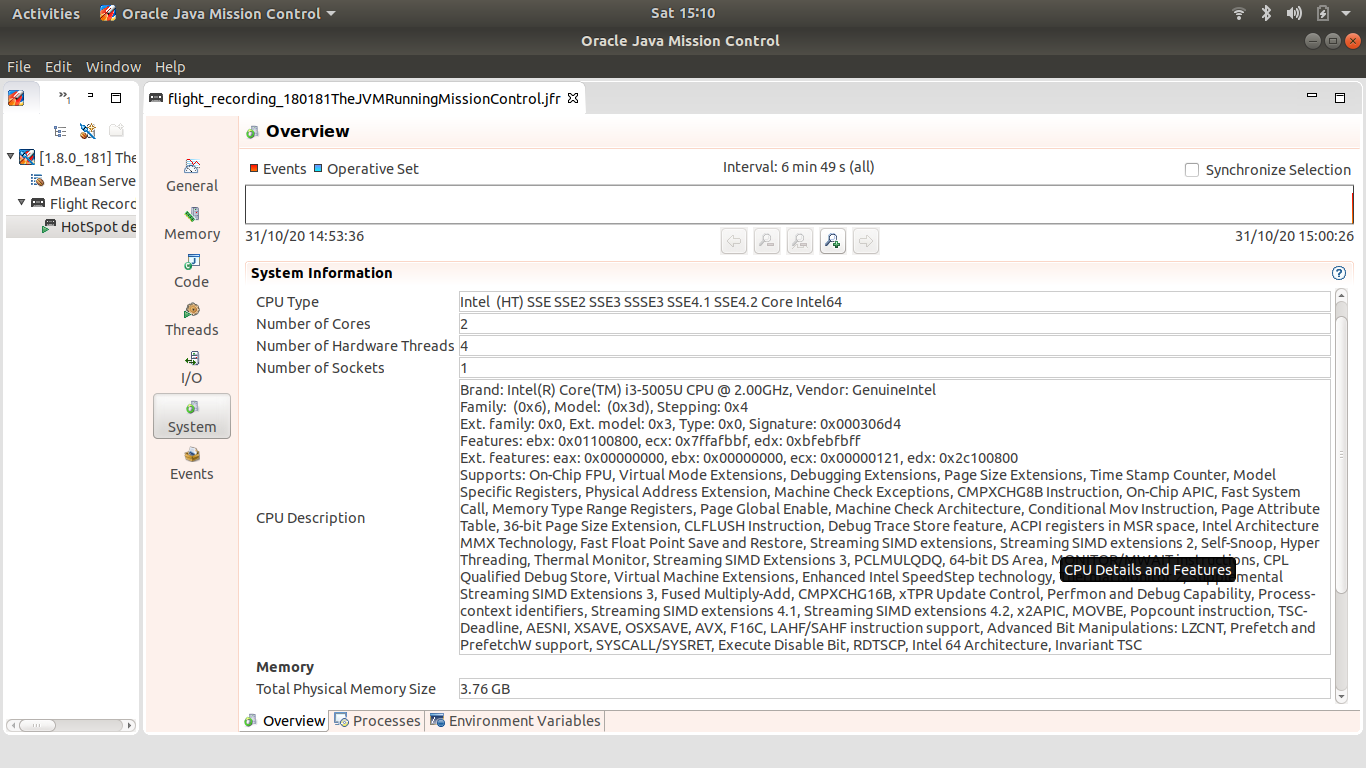 Activities
Oracle Java Mission Control
Sat 15:10
Oracle Java Mission Control
File Edit Window Help
»1
flight_recording_180181TheJVMRunningMissionControl.jfr
[1.8.0_181] The
MBean Serve
Flight Recorc
HotSpot de
General
Memory
Code
Threads
I/O
System
Events
Overview
Events Operative Set
Interval: 6 min 49 s (all)
Synchronize Selection
31/10/20 14:53:36
31/10/20 15:00:26
System Information
CPU Type
Intel (HT) SSE SSE2 SSE3 SSSE3 SSE4.1 SSE4.2 Core Intel64
Number of Cores
2
Number of Hardware Threads
4
Number of Sockets
1
CPU Description
Brand: Intel(R) Core(TM) i3-5005U CPU @ 2.00GHz, Vendor: GenuineIntel
Family: (0x6), Model: (0x3d), Stepping: 0x4
Ext. family: 0x0, Ext. model: 0x3, Type: 0x0, Signature: 0x000306d4
Features: ebx: 0x01100800, ecx: 0x7ffafbbf, edx: 0xbfebfbff
Ext. features: eax: 0x00000000, ebx: 0x00000000, ecx: 0x00000121, edx: 0x2c100800
Supports: On-Chip FPU, Virtual Mode Extensions, Debugging Extensions, Page Size Extensions, Time Stamp Counter, Model
Specific Registers, Physical Address Extension, Machine Check Exceptions, CMPXCHG8B Instruction, On-Chip APIC, Fast System
Call, Memory Type Range Registers, Page Global Enable, Machine Check Architecture, Conditional Mov Instruction, Page Attribute
Table, 36-bit Page Size Extension, CLFLUSH Instruction, Debug Trace Store feature, ACPI registers in MSR space, Intel Architecture
MMX Technology, Fast Float Point Save and Restore, Streaming SIMD extensions, Streaming SIMD extensions 2, Self-Snoop, Hyper
Threading, Thermal Monitor, Streaming SIMD Extensions 3, PCLMULQDQ, 64-bit DS Area, MONITOR/MWAIT instructions, CPL
CPU Details and Features
Qualified Debug Store, Virtual Machine Extensions, Enhanced Intel SpeedStep technology,
Streaming SIMD Extensions 3, Fused Multiply-Add, CMPXCHG16B, xTPR Update Control, Perfmon and Debug Capability, Process-
context identifiers, Streaming SIMD extensions 4.1, Streaming SIMD extensions 4.2, x2APIC, MOVBE, Popcount instruction, TSC-
Deadline, AESNI, XSAVE, OSXSAVE, AVX, F16C, LAHF/SAHF instruction support, Advanced Bit Manipulations: LZCNT, Prefetch and
PrefetchW support, SYSCALL/SYSRET, Execute Disable Bit, RDTSCP, Intel 64 Architecture, Invariant TSC
Memory
Total Physical Memory Size
3.76 GB
Overview
Processes
Environment Variables